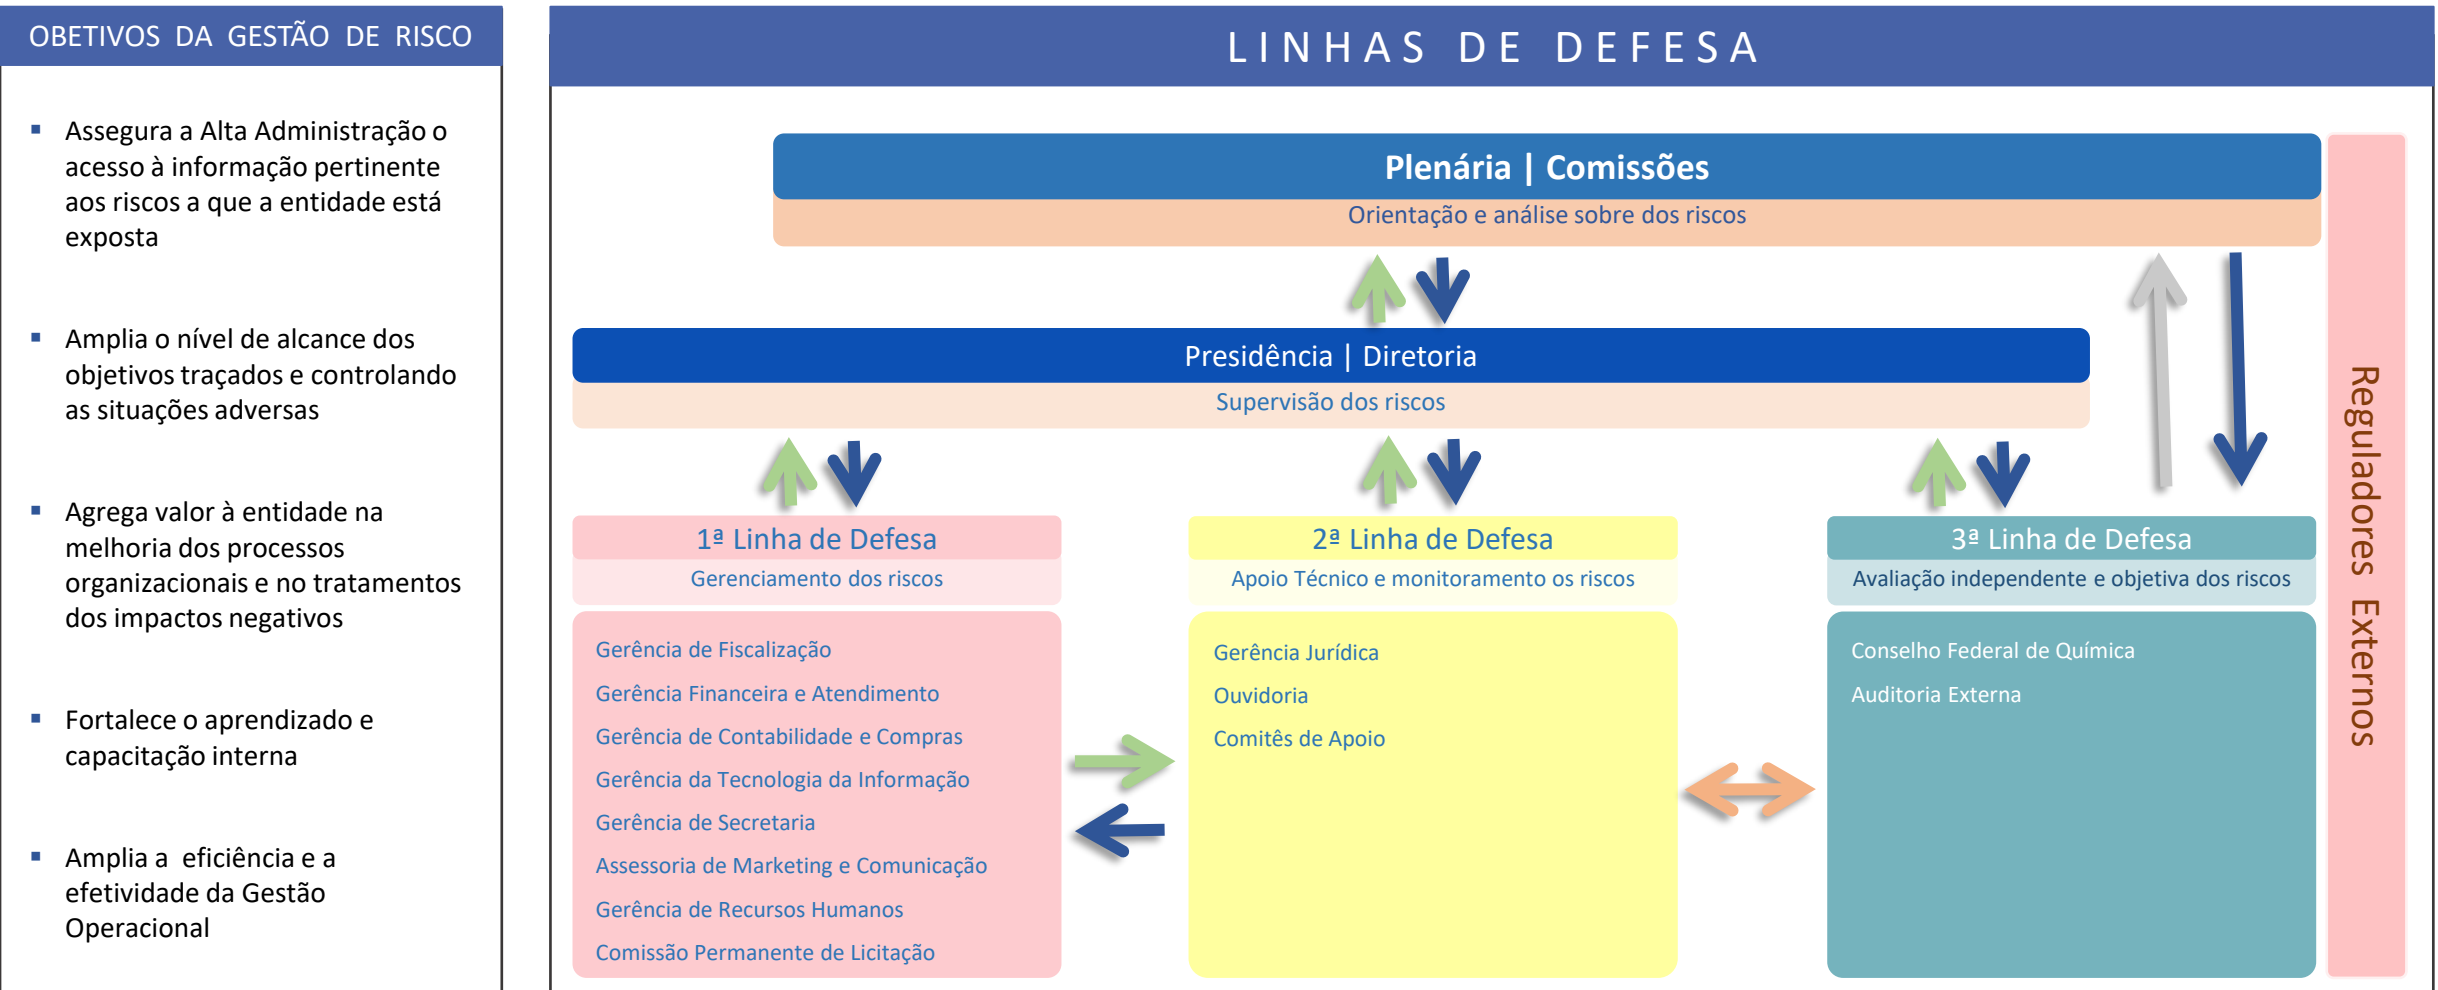 OBETIVOS DA GESTÃO DE RISCO
▪ Assegura a Alta Administração o
acesso à informação pertinente
aos riscos a que a entidade está
exposta
▪ Amplia o nível de alcance dos
objetivos traçados e controlando
as situações adversas
▪ Agrega valor à entidade na
melhoria dos processos
organizacionais e no tratamentos
dos impactos negativos
▪ Fortalece o aprendizado e
capacitação interna
▪ Amplia a eficiência e a
efetividade da Gestão
Operacional
LINHAS DE DEFESA
Plenária | Comissões
Orientação e análise sobre dos riscos
Presidência | Diretoria
Supervisão dos riscos
1ª Linha de Defesa
Gerenciamento dos riscos
Gerência de Fiscalização
Gerência Financeira e Atendimento
Gerência de Contabilidade e Compras
Gerência da Tecnologia da Informação
Gerência de Secretaria
Assessoria de Marketing e Comunicação
Gerência de Recursos Humanos
Comissão Permanente de Licitação
2ª Linha de Defesa
Apoio Técnico e monitoramento os riscos
Gerência Jurídica
Ouvidoria
Comitês de Apoio
3ª Linha de Defesa
Avaliação independente e objetiva dos riscos
Conselho Federal de Química
Auditoria Externa
Reguladores Externos